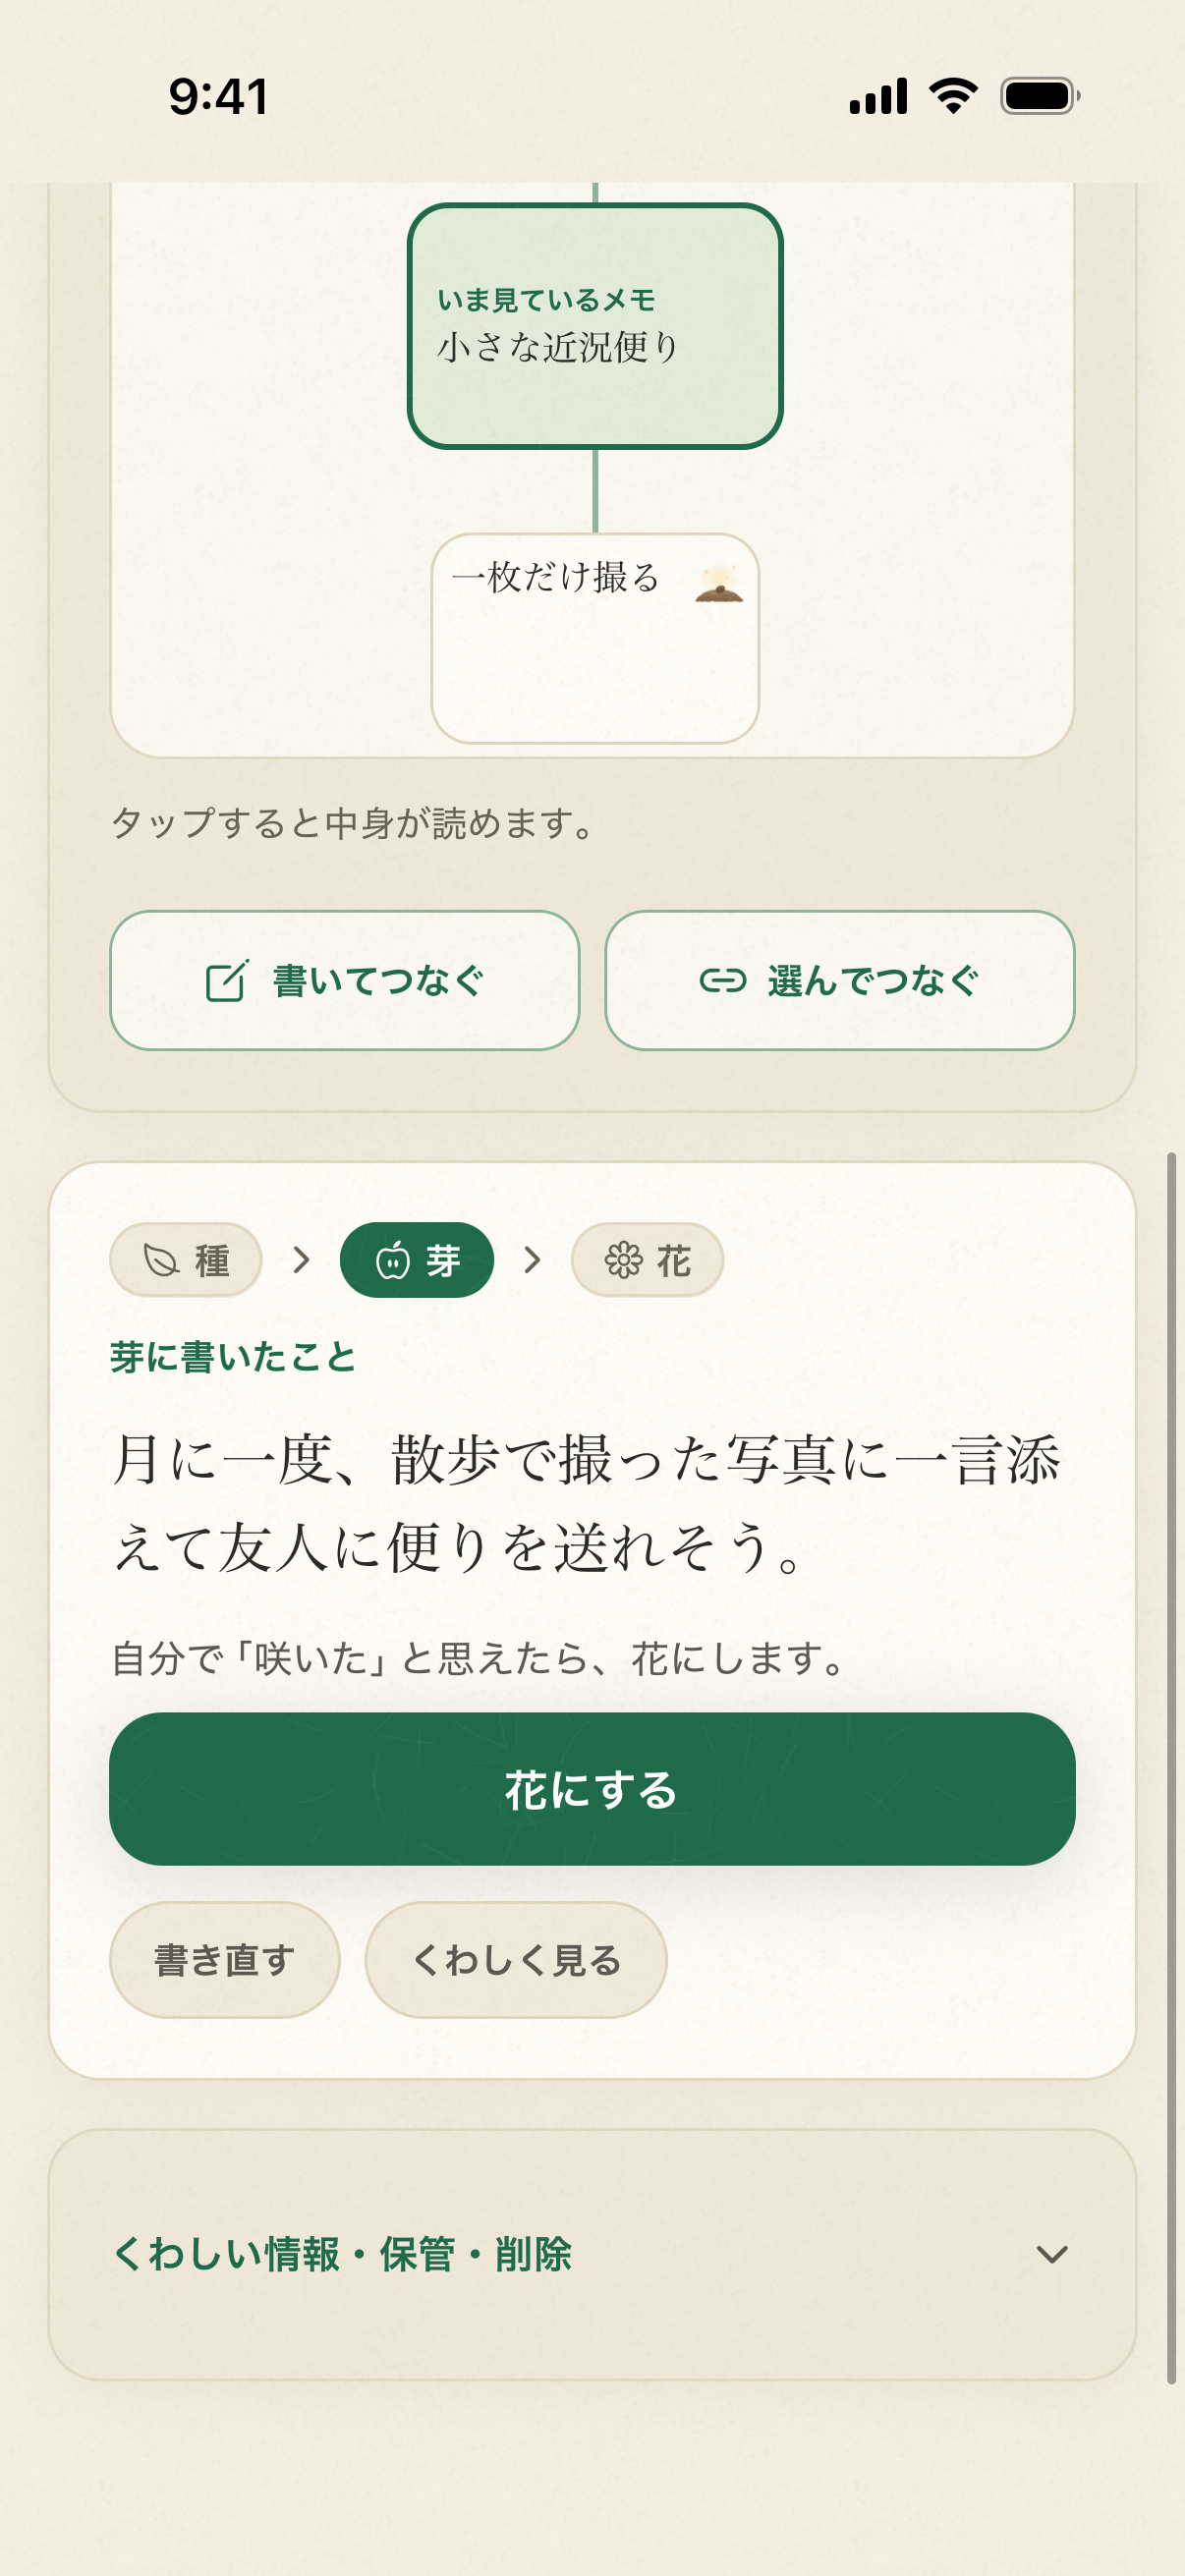 9:41
いま見ているメモ
小さな近況便り
一枚だけ撮る
タップすると中身が読めます。
書いてつなぐ
選んでつなぐ
種
芽
花
芽に書いたこと
月に一度、散歩で撮った写真に一言添
えて友人に便りを送れそう。
自分で「咲いた」と思えたら、花にします。
花にする
書き直す
くわしく見る
くわしい情報・保管・削除